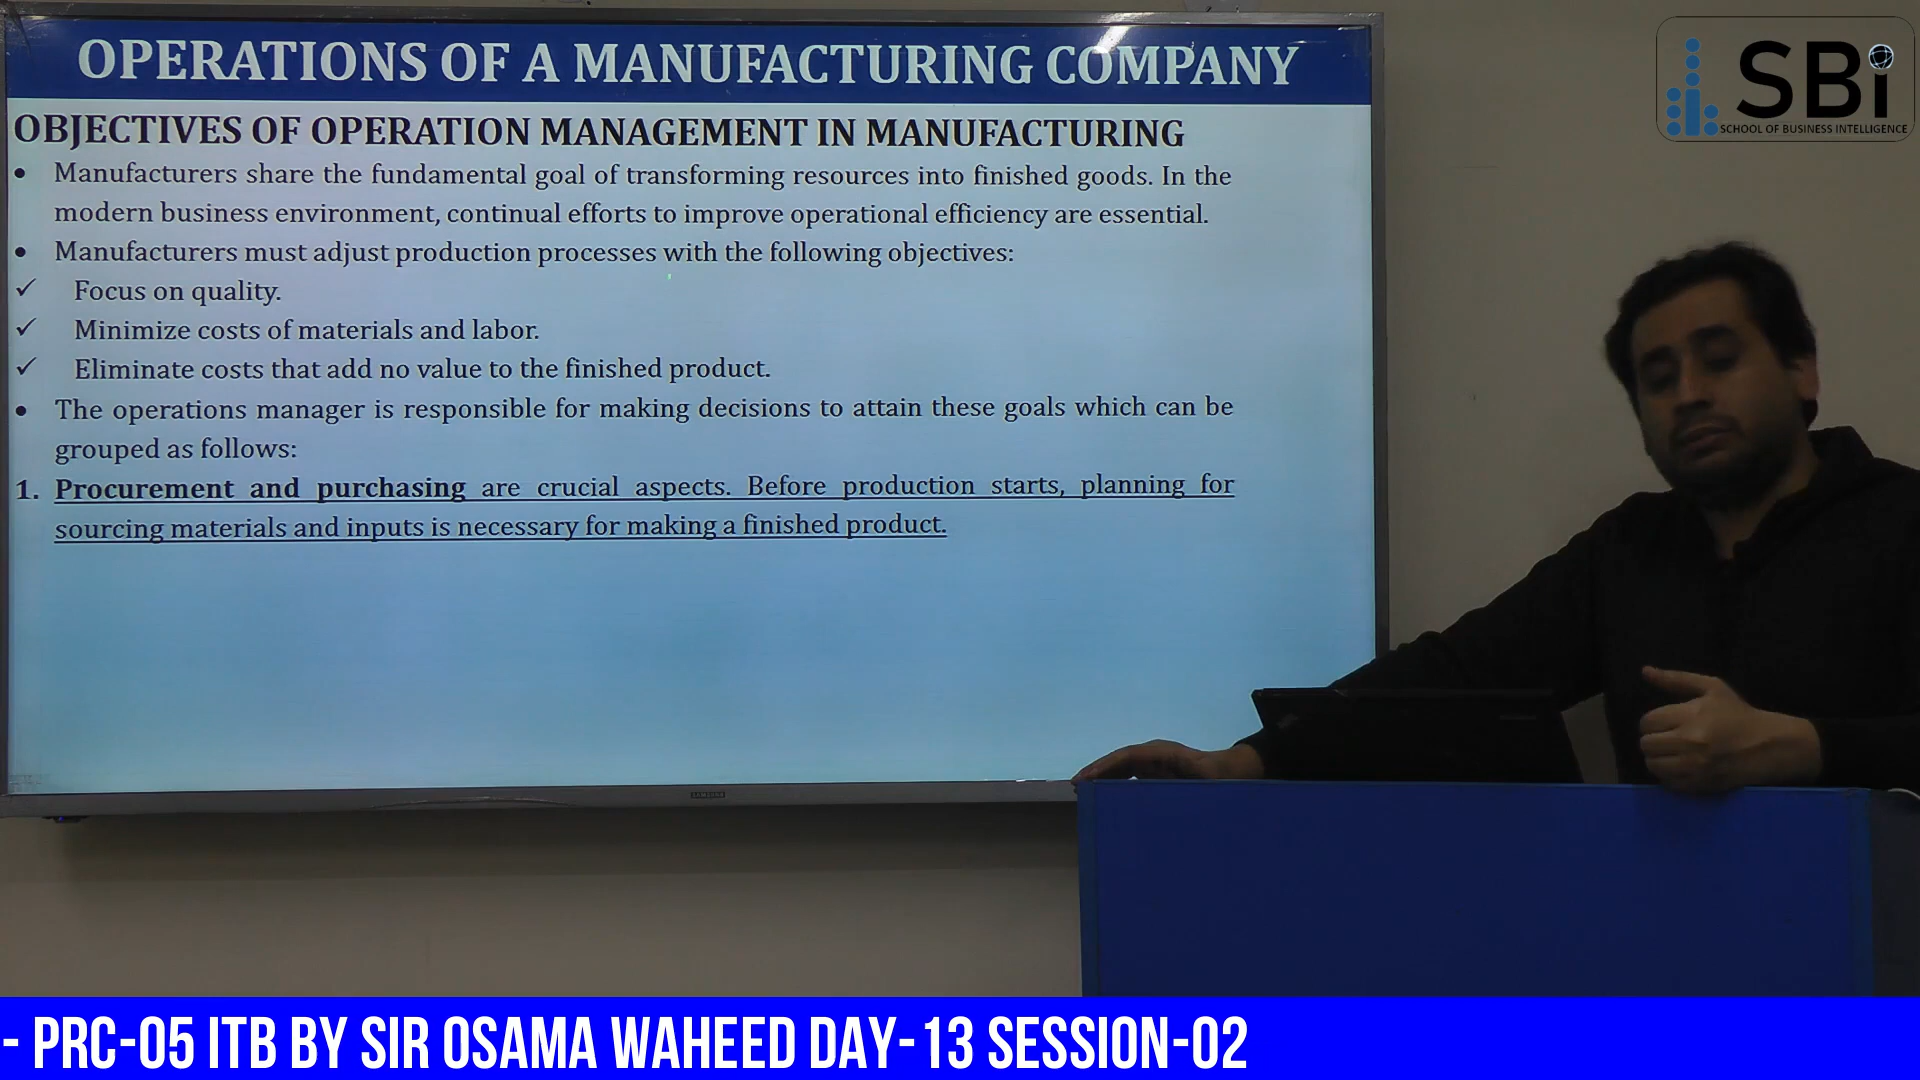 OPERATIONS OF A MANUFACTURING COMPANY
SBi
SCHOOL OF BUSINESS INTELLIGENCE
OBJECTIVES OF OPERATION MANAGEMENT IN MANUFACTURING
• Manufacturers share the fundamental goal of transforming resources into finished goods. In the
modern business environment, continual efforts to improve operational efficiency are essential.
• Manufacturers must adjust production processes with the following objectives:
✓ Focus on quality.
✓ Minimize costs of materials and labor.
✓ Eliminate costs that add no value to the finished product.
• The operations manager is responsible for making decisions to attain these goals which can be
grouped as follows:
1. Procurement and purchasing are crucial aspects. Before production starts, planning for
sourcing materials and inputs is necessary for making a finished product.
SAMSUNG
- PRC-05 ITB BY SIR OSAMA WAHEED DAY-13 SESSION-02